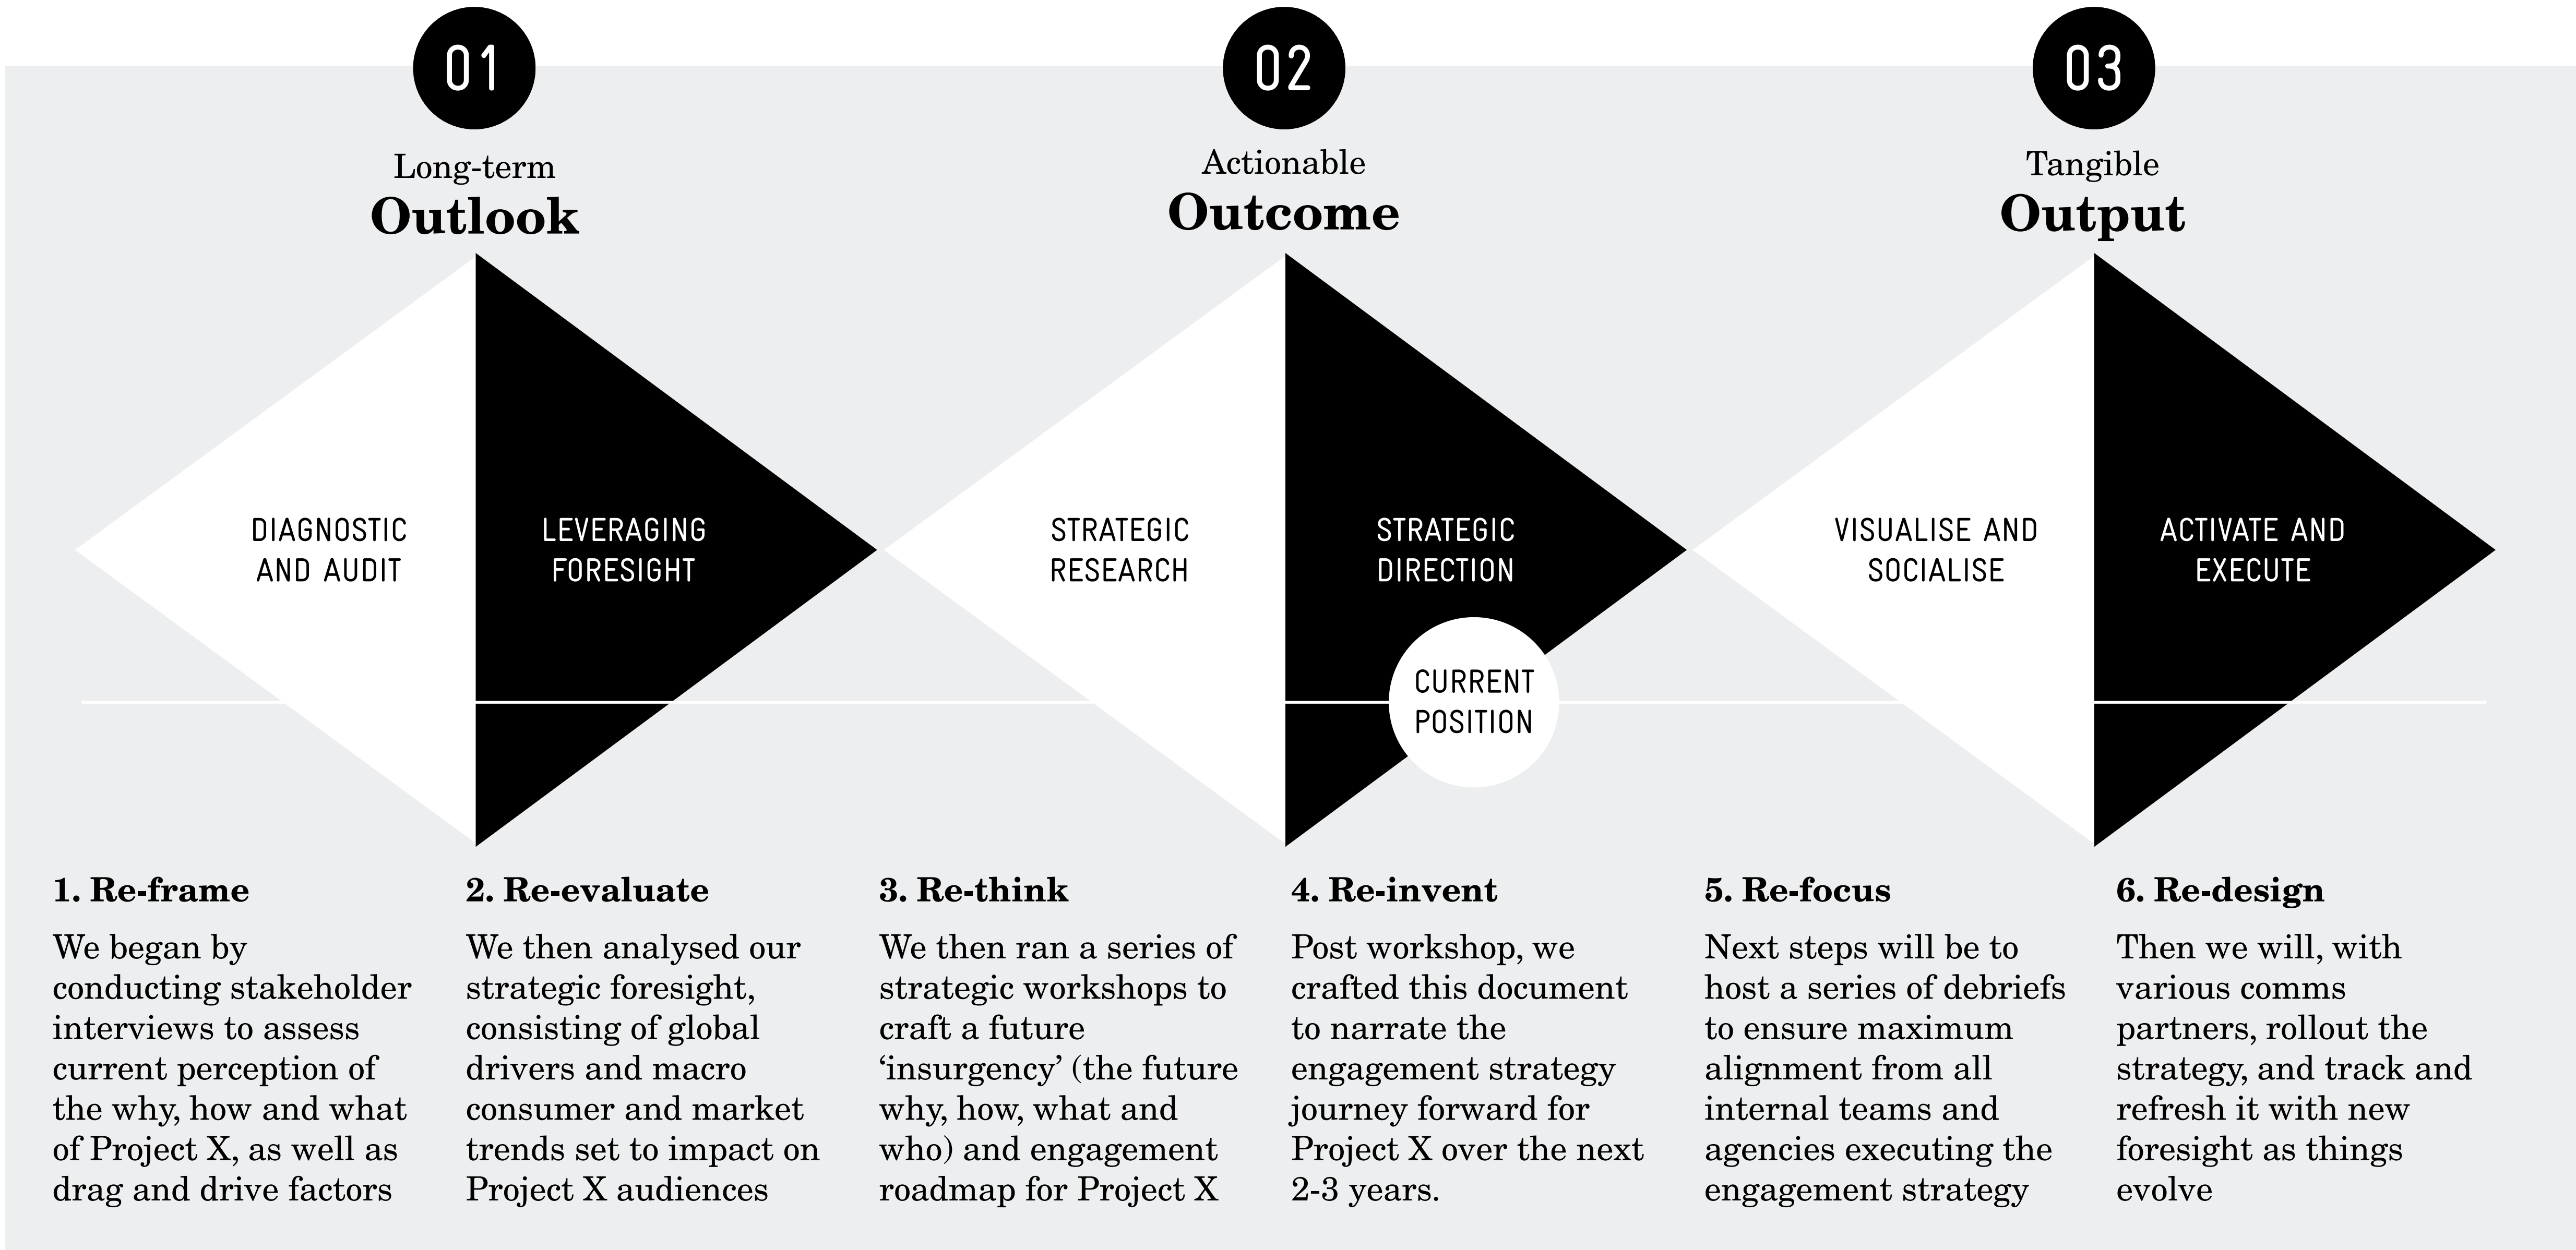 01
Long-term
Outlook
02
Actionable
Outcome
03
Tangible
Output
DIAGNOSTIC
AND AUDIT
LEVERAGING
FORESIGHT
STRATEGIC
RESEARCH
STRATEGIC
DIRECTION
VISUALISE AND
SOCIALISE
ACTIVATE AND
EXECUTE
CURRENT
POSITION
1. Re-frame
We began by
conducting stakeholder
interviews to assess
current perception of
the why, how and what
of Project X, as well as
drag and drive factors
2. Re-evaluate
We then analysed our
strategic foresight,
consisting of global
drivers and macro
consumer and market
trends set to impact on
Project X audiences
3. Re-think
We then ran a series of
strategic workshops to
craft a future
‘insurgency’ (the future
why, how, what and
who) and engagement
roadmap for Project X
4. Re-invent
Post workshop, we
crafted this document
to narrate the
engagement strategy
journey forward for
Project X over the next
2-3 years.
5. Re-focus
Next steps will be to
host a series of debriefs
to ensure maximum
alignment from all
internal teams and
agencies executing the
engagement strategy
6. Re-design
Then we will, with
various comms
partners, rollout the
strategy, and track and
refresh it with new
foresight as things
evolve